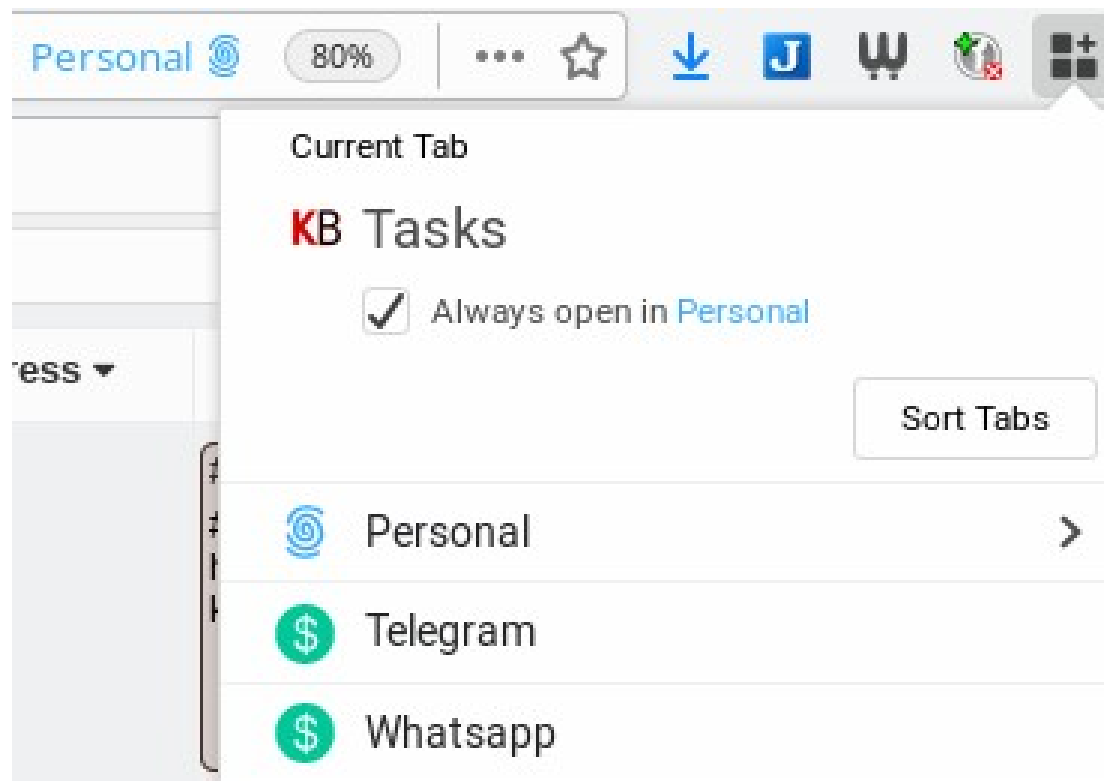 Personal 80%
J
Current Tab
KB Tasks
Always open in Personal
ress
Sort Tabs
Personal
$ Telegram
$ Whatsapp